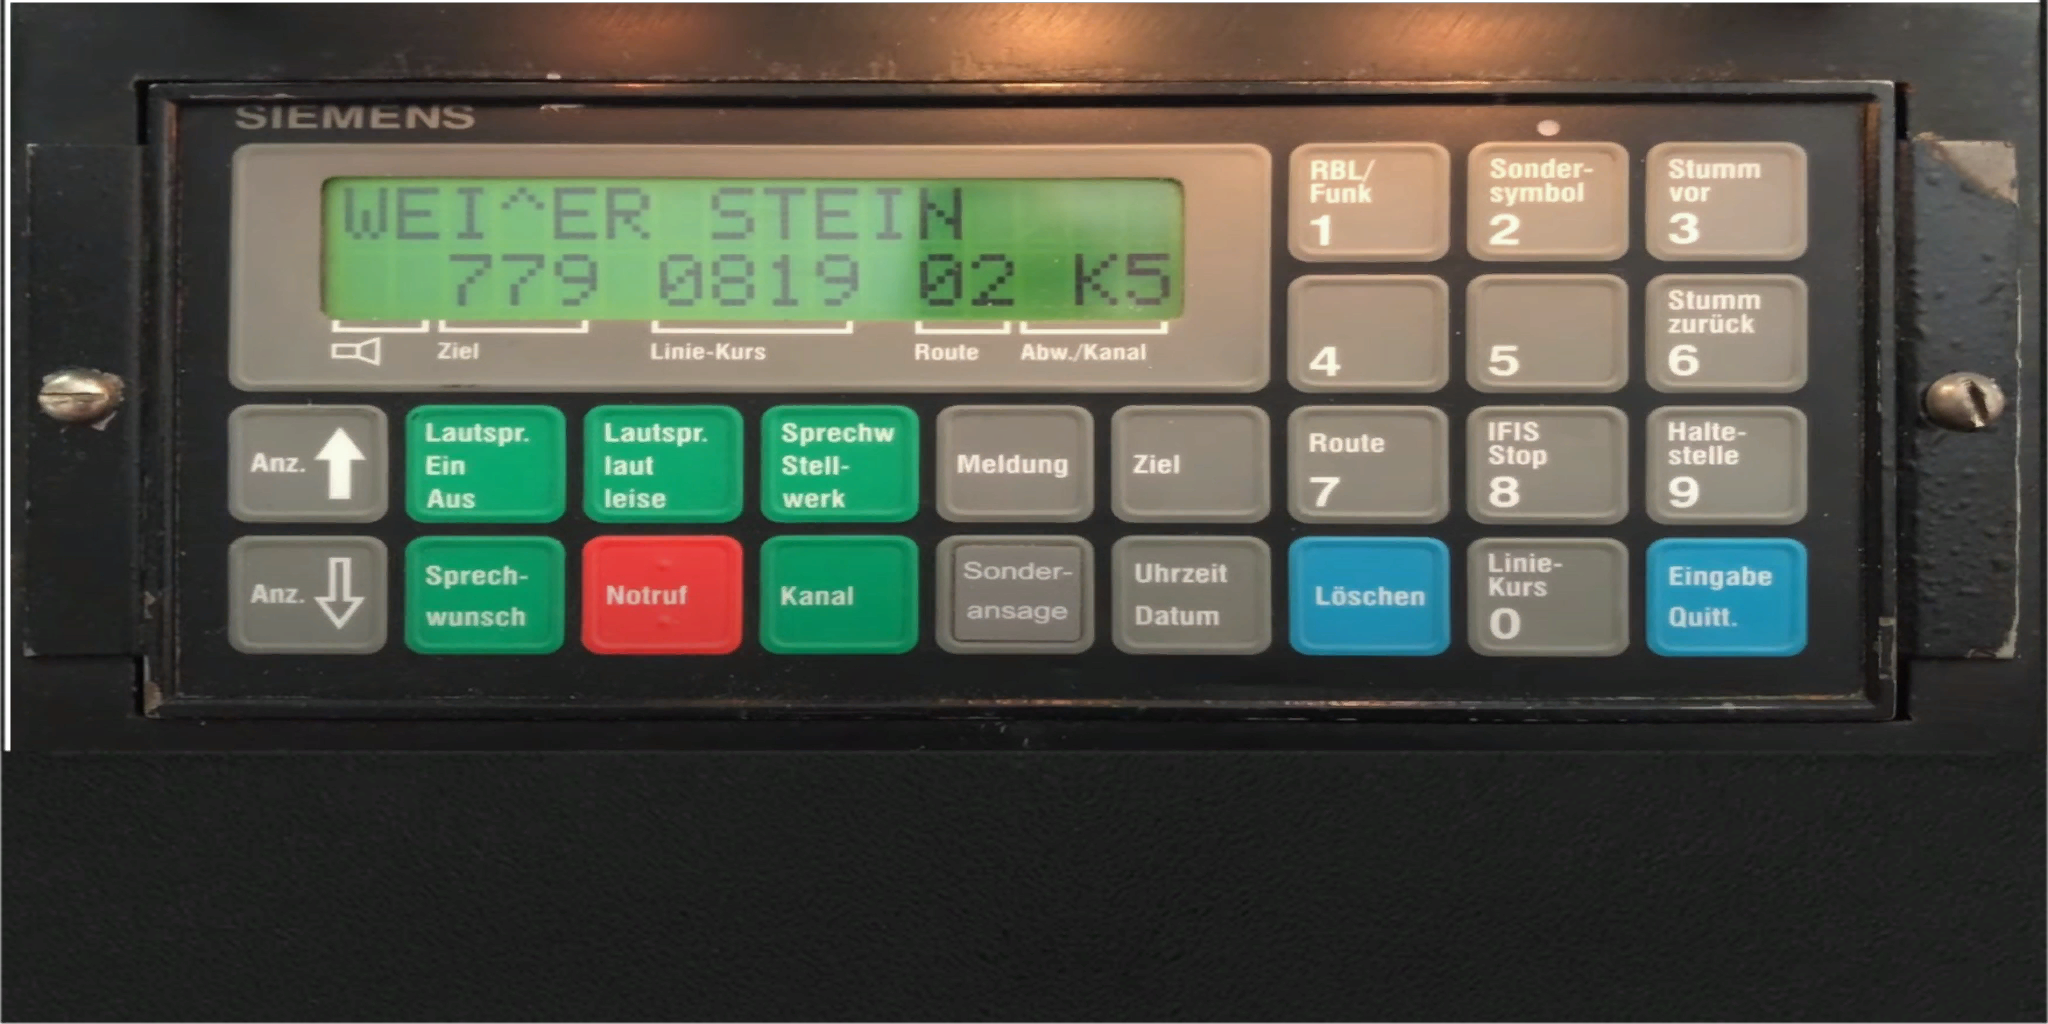 SIEMENS
WEI^ER STEIN
779 0819 02 K5
Ziel
Linie-Kurs
Route
Abw./Kanal
RBL/
Funk
1
Sonder-
symbol
2
Stumm
vor
3
4
5
Stumm
zurück
6
Anz.
Lautspr.
Ein
Aus
Lautspr.
laut
leise
Sprechw
Stell-
werk
Meldung
Ziel
Route
7
IFIS
Stop
8
Halte-
stelle
9
Anz.
Sprech-
wunsch
Notruf
Kanal
Sonder-
ansage
Uhrzeit
Datum
Löschen
Linie-
Kurs
0
Eingabe
Quitt.